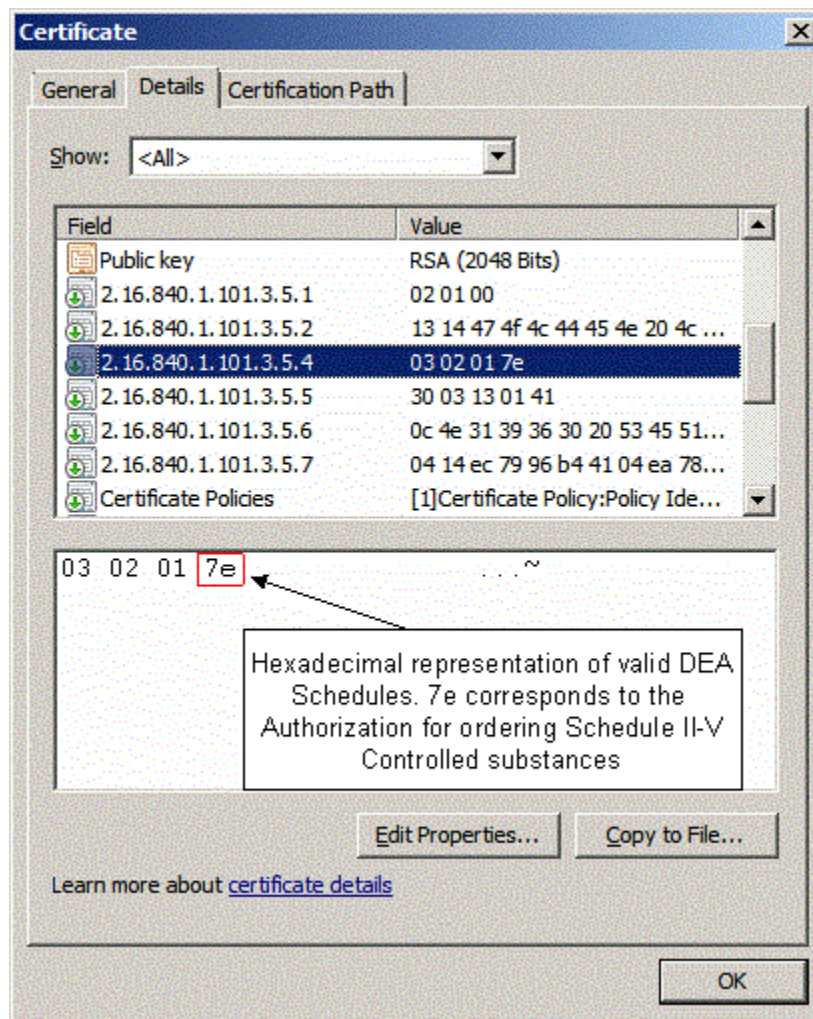 Certificate
General Details Certification Path
Show: <All>
Field Value
Public key RSA (2048 Bits)
2.16.840.1.101.3.5.1 02 01 00
2.16.840.1.101.3.5.2 13 14 47 4f 4c 44 45 4e 20 4c ...
2.16.840.1.101.3.5.4 03 02 01 7e
2.16.840.1.101.3.5.5 30 03 13 01 41
2.16.840.1.101.3.5.6 0c 4e 31 39 36 30 20 53 45 51...
2.16.840.1.101.3.5.7 04 14 ec 79 96 b4 41 04 ea 78...
Certificate Policies [1]Certificate Policy:Policy Ide...
03 02 01 7e ...~
Hexadecimal representation of valid DEA
Schedules. 7e corresponds to the
Authorization for ordering Schedule II-V
Controlled substances
Edit Properties... Copy to File...
Learn more about certificate details
OK